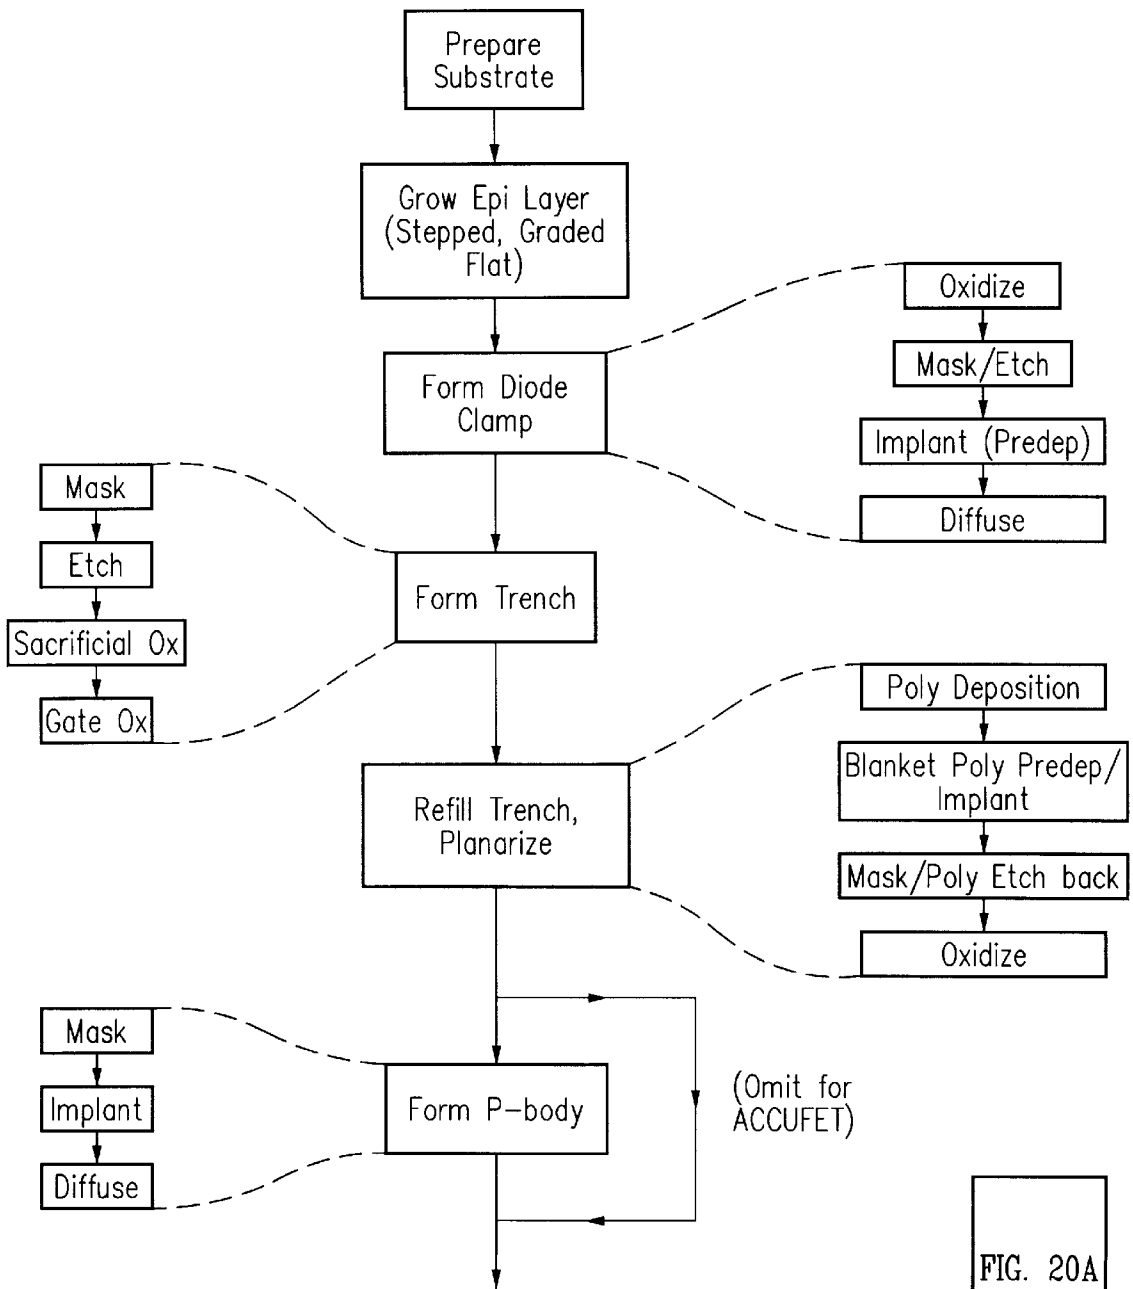 Prepare
Substrate
Grow Epi Layer
(Stepped, Graded
Flat)
Form Diode
Clamp
Oxidize
Mask/Etch
Implant (Predep)
Diffuse
Mask
Etch
Sacrificial Ox
Gate Ox
Form Trench
Refill Trench,
Planarize
Poly Deposition
Blanket Poly Predep/
Implant
Mask/Poly Etch back
Oxidize
Mask
Implant
Diffuse
Form P-body
(Omit for
ACCUFET)
FIG. 20A